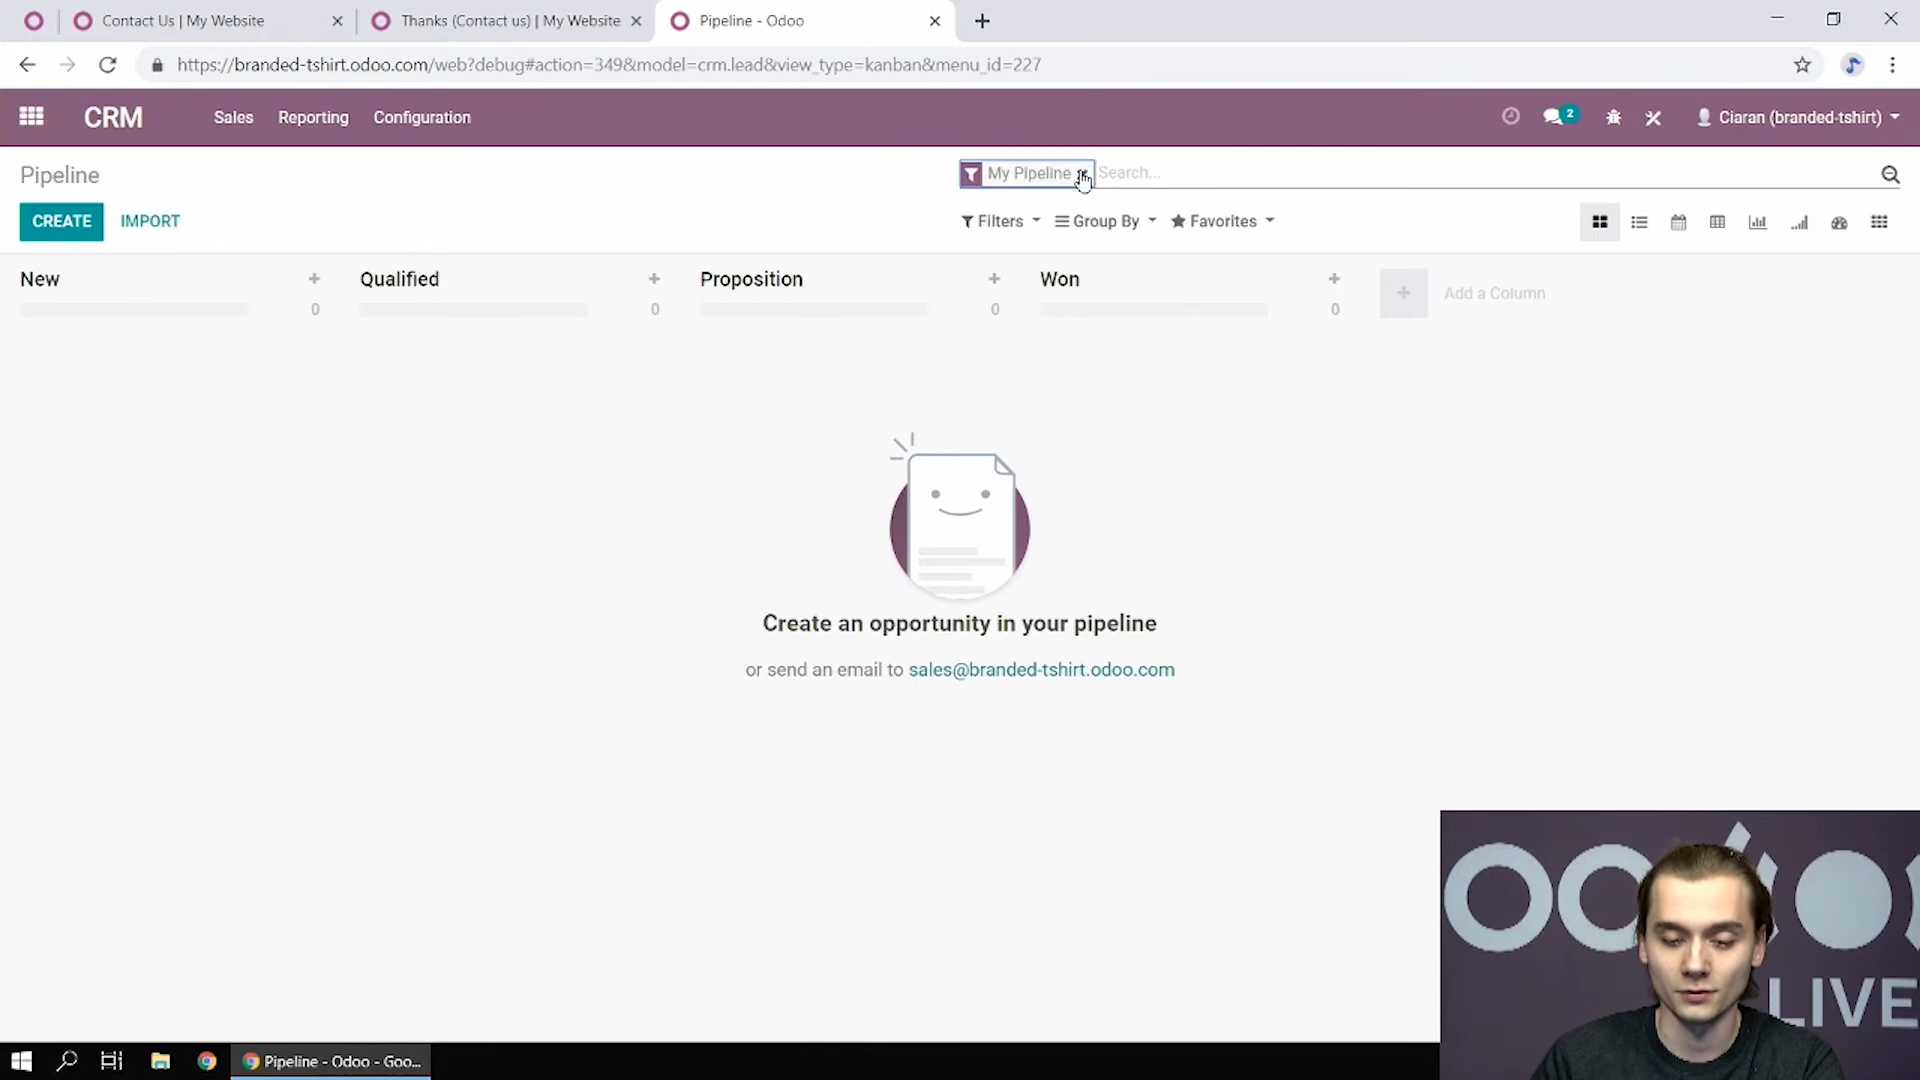 Contact Us | My Website
Thanks (Contact us) | My Website
Pipeline - Odoo
https://branded-tshirt.odoo.com/web?debug#action=349&model=crm.lead&view_type=kanban&menu_id=227
CRM
Sales
Reporting
Configuration
2
Ciaran (branded-tshirt)
Pipeline
My Pipeline
Search...
CREATE
IMPORT
Filters
Group By
Favorites
New
Qualified
Proposition
Won
Add a Column
0
0
0
0
Create an opportunity in your pipeline
or send an email to sales@branded-tshirt.odoo.com
LIVE
Pipeline - Odoo - Goo...